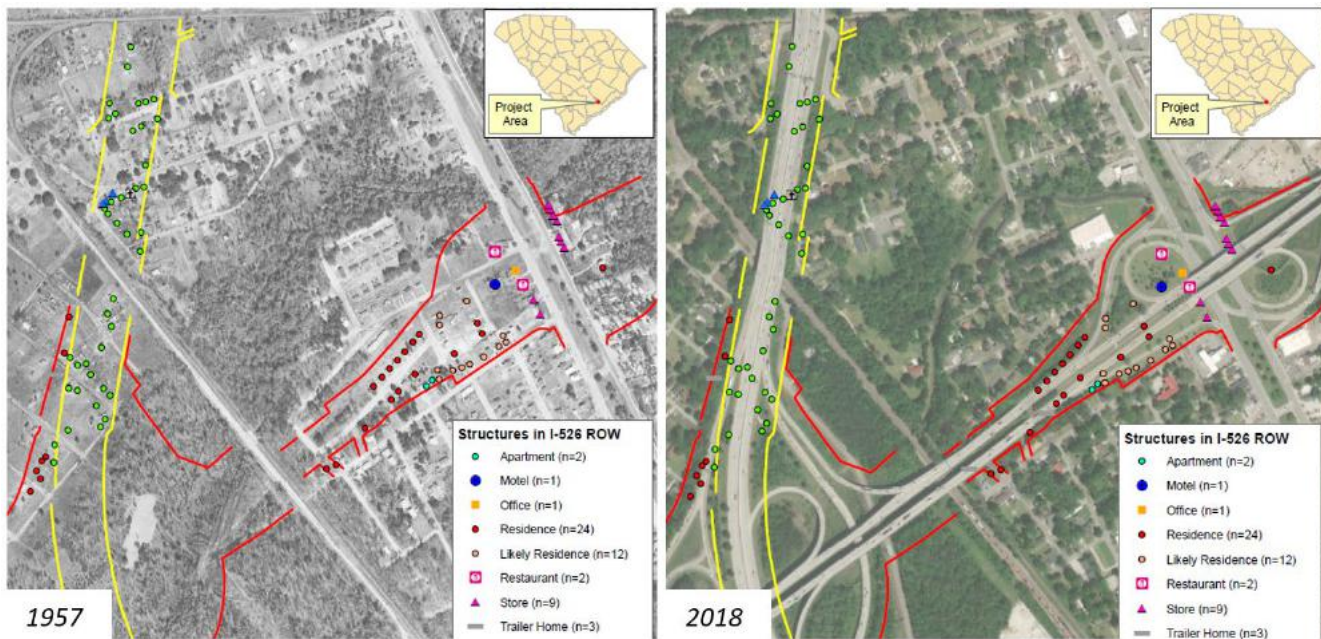 Project
Area
Structures in I-526 ROW
Apartment (n=2)
Motel (n=1)
Office (n=1)
Residence (n=24)
Likely Residence (n=12)
Restaurant (n=2)
Store (n=9)
Trailer Home (n=3)
1957
Project
Area
Structures in I-526 ROW
Apartment (n=2)
Motel (n=1)
Office (n=1)
Residence (n=24)
Likely Residence (n=12)
Restaurant (n=2)
Store (n=9)
Trailer Home (n=3)
2018